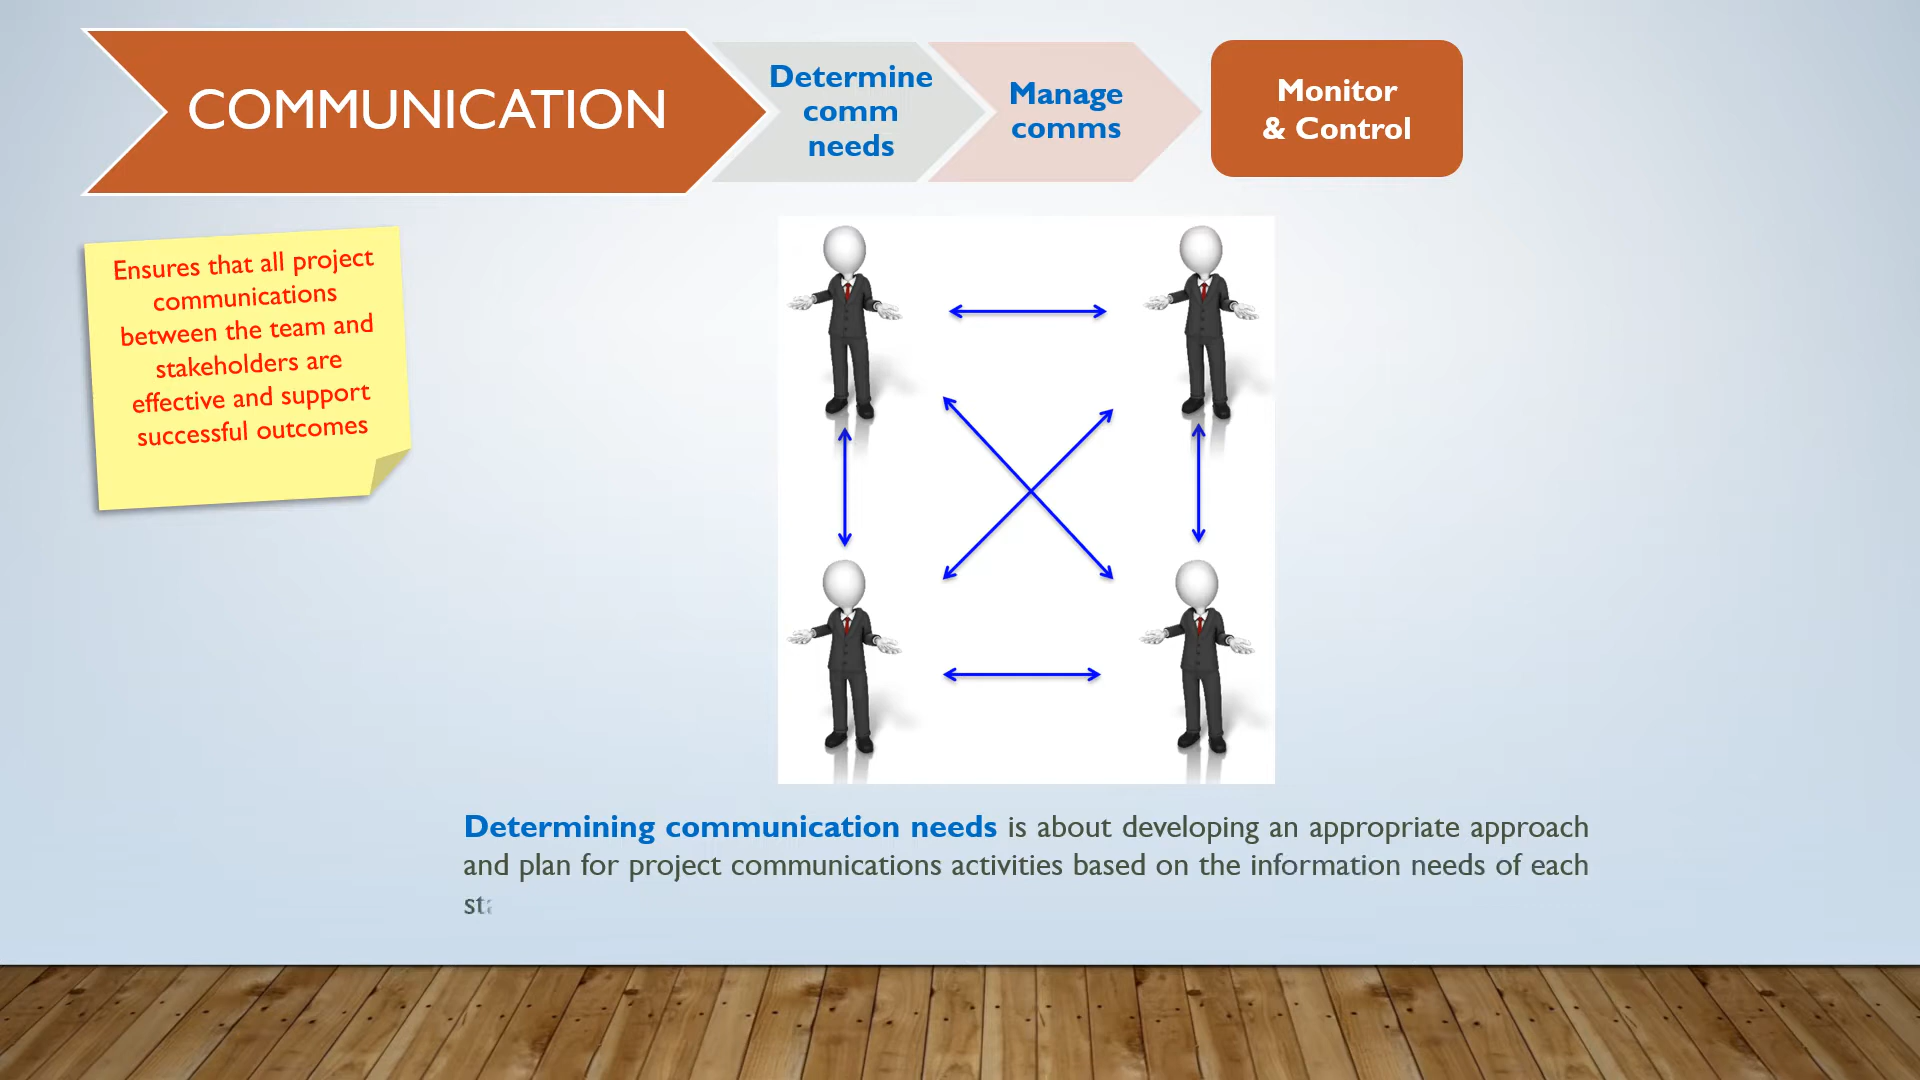 COMMUNICATION
Determine
comm
needs
Manage
comms
Monitor
& Control
Ensures that all project
communications
between the team and
stakeholders are
effective and support
successful outcomes
Determining communication needs is about developing an appropriate approach
and plan for project communications activities based on the information needs of each